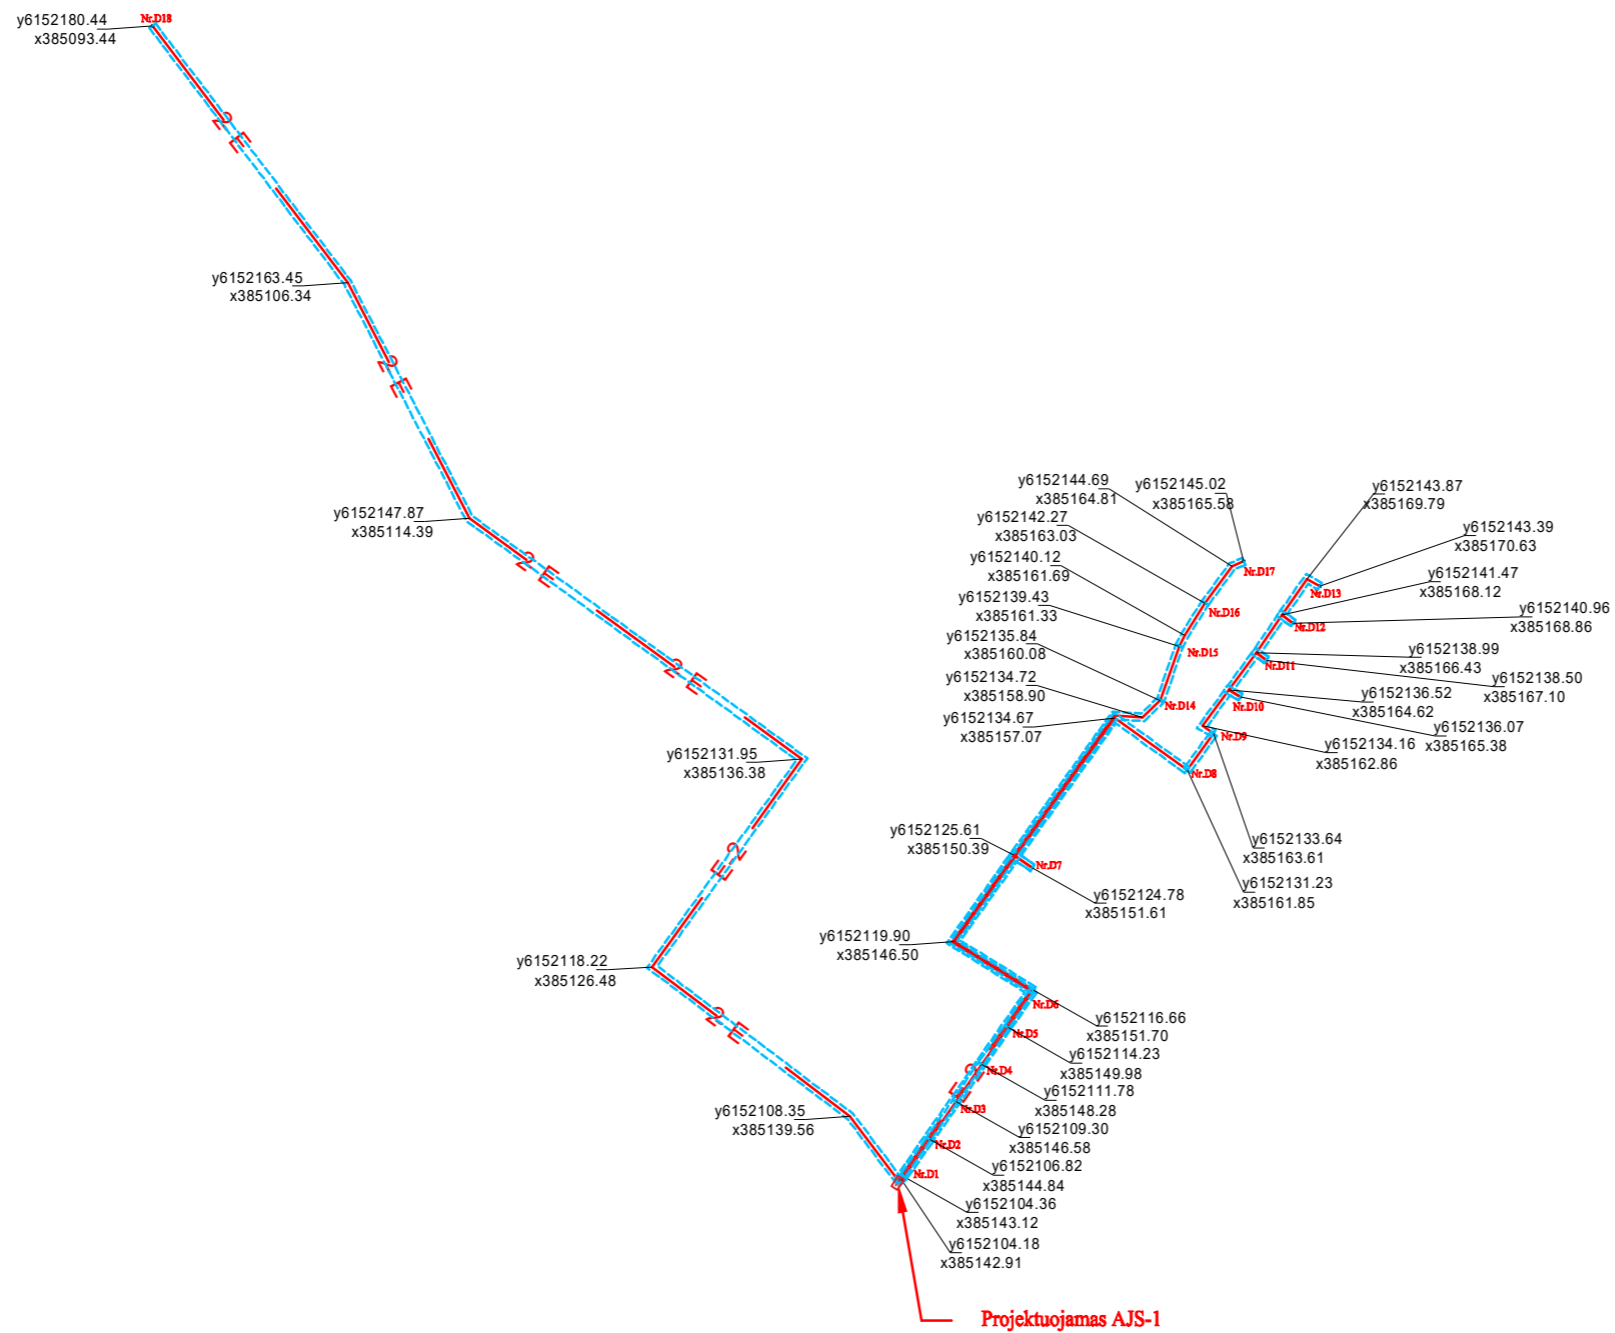 y6152180.44
x385093.44
Nr.D18
2 E
y6152163.45
x385106.34
2 E
y6152147.87
x385114.39
2 E
2 E
y6152131.95
x385136.38
E 2
y6152118.22
x385126.48
2 E
y6152108.35
x385139.56
y6152144.69
x385164.81
y6152145.02
x385165.58
y6152142.27
x385163.03
y6152140.12
x385161.69
y6152139.43
x385161.33
y6152135.84
x385160.08
y6152134.72
x385158.90
y6152134.67
x385157.07
Nr.D17
Nr.D16
Nr.D15
Nr.D14
y6152143.87
x385169.79
y6152143.39
x385170.63
Nr.D13
y6152141.47
x385168.12
y6152140.96
x385168.86
Nr.D12
y6152138.99
x385166.43
Nr.D11
y6152138.50
x385167.10
y6152136.52
x385164.62
Nr.D10
y6152136.07
x385165.38
y6152134.16
x385162.86
Nr.D9
Nr.D8
y6152133.64
x385163.61
y6152131.23
x385161.85
y6152125.61
x385150.39
Nr.D7
y6152124.78
x385151.61
y6152119.90
x385146.50
Nr.D6
y6152116.66
x385151.70
Nr.D5
y6152114.23
x385149.98
E 2
Nr.D4
y6152111.78
x385148.28
Nr.D3
y6152109.30
x385146.58
Nr.D2
y6152106.82
x385144.84
Nr.D1
y6152104.36
x385143.12
y6152104.18
x385142.91
Projektuojamas AJS-1